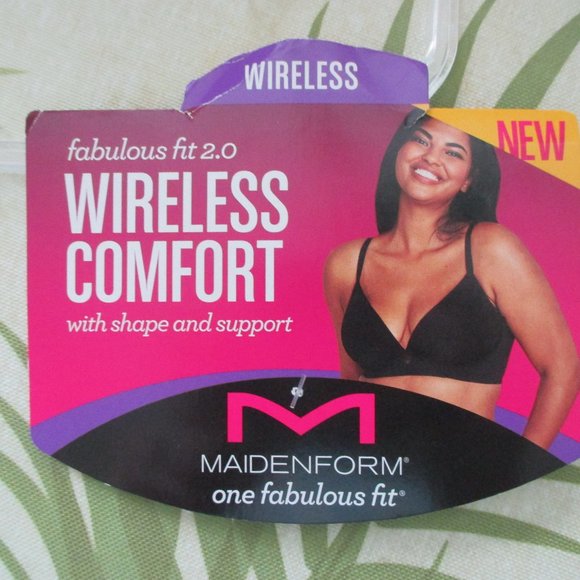 WIRELESS
NEW
fabulous fit 2.0
WIRELESS
COMFORT
with shape and support
M
MAIDENFORM®
one fabulous fit®